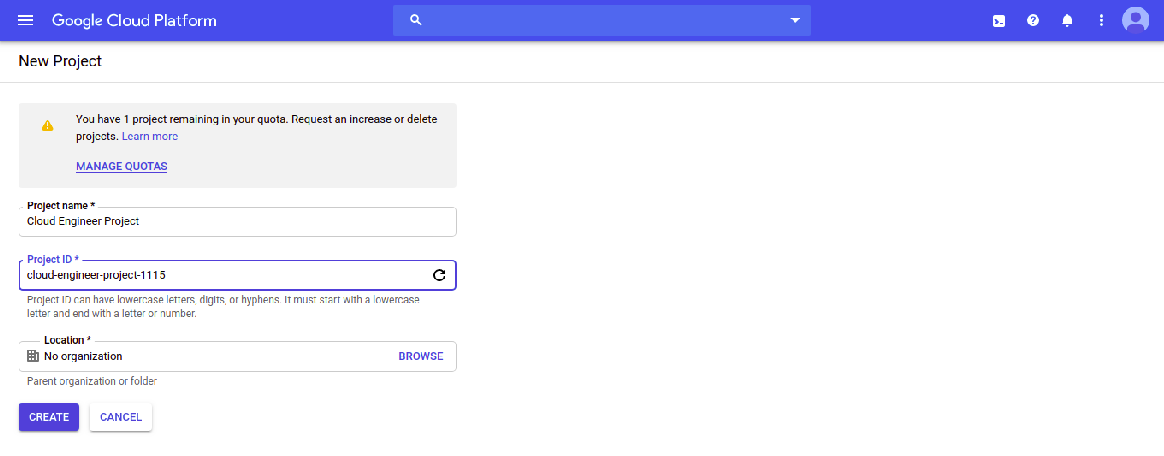 Google Cloud Platform
New Project
You have 1 project remaining in your quota. Request an increase or delete
projects. Learn more
MANAGE QUOTAS
Project name *
Cloud Engineer Project
Project ID *
cloud-engineer-project-1115
Project ID can have lowercase letters, digits, or hyphens. It must start with a lowercase
letter and end with a letter or number.
Location *
No organization
BROWSE
Parent organization or folder
CREATE
CANCEL